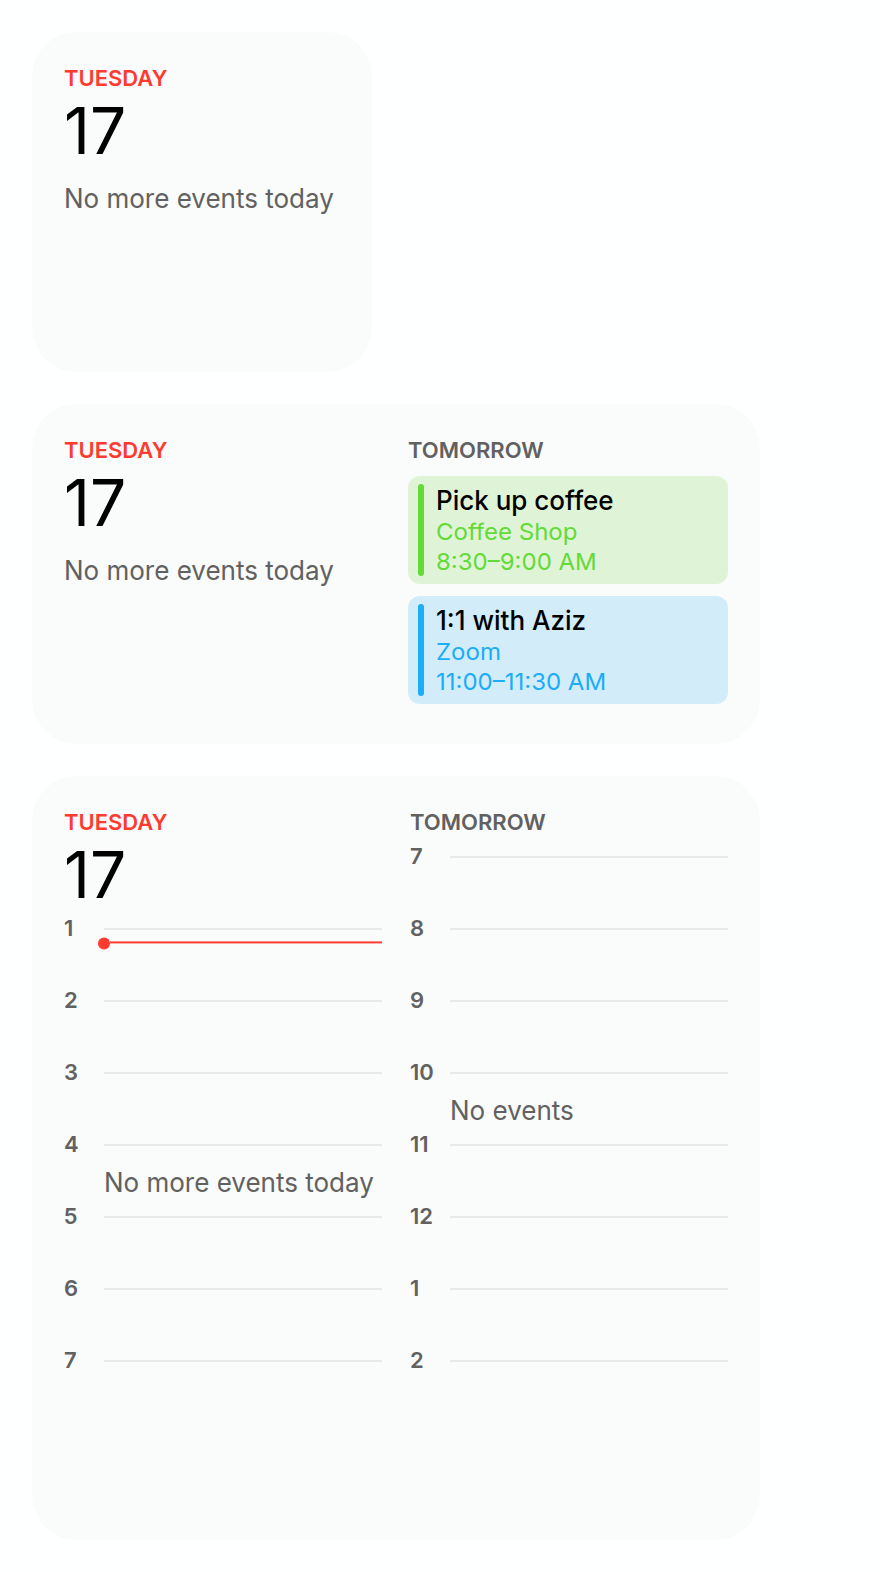 TUESDAY
17
No more events today
TUESDAY
17
No more events today
TOMORROW
Pick up coffee
Coffee Shop
8:30–9:00 AM
1:1 with Aziz
Zoom
11:00–11:30 AM
TUESDAY
17
1
2
3
4
No more events today
5
6
7
TOMORROW
7
8
9
10
No events
11
12
1
2